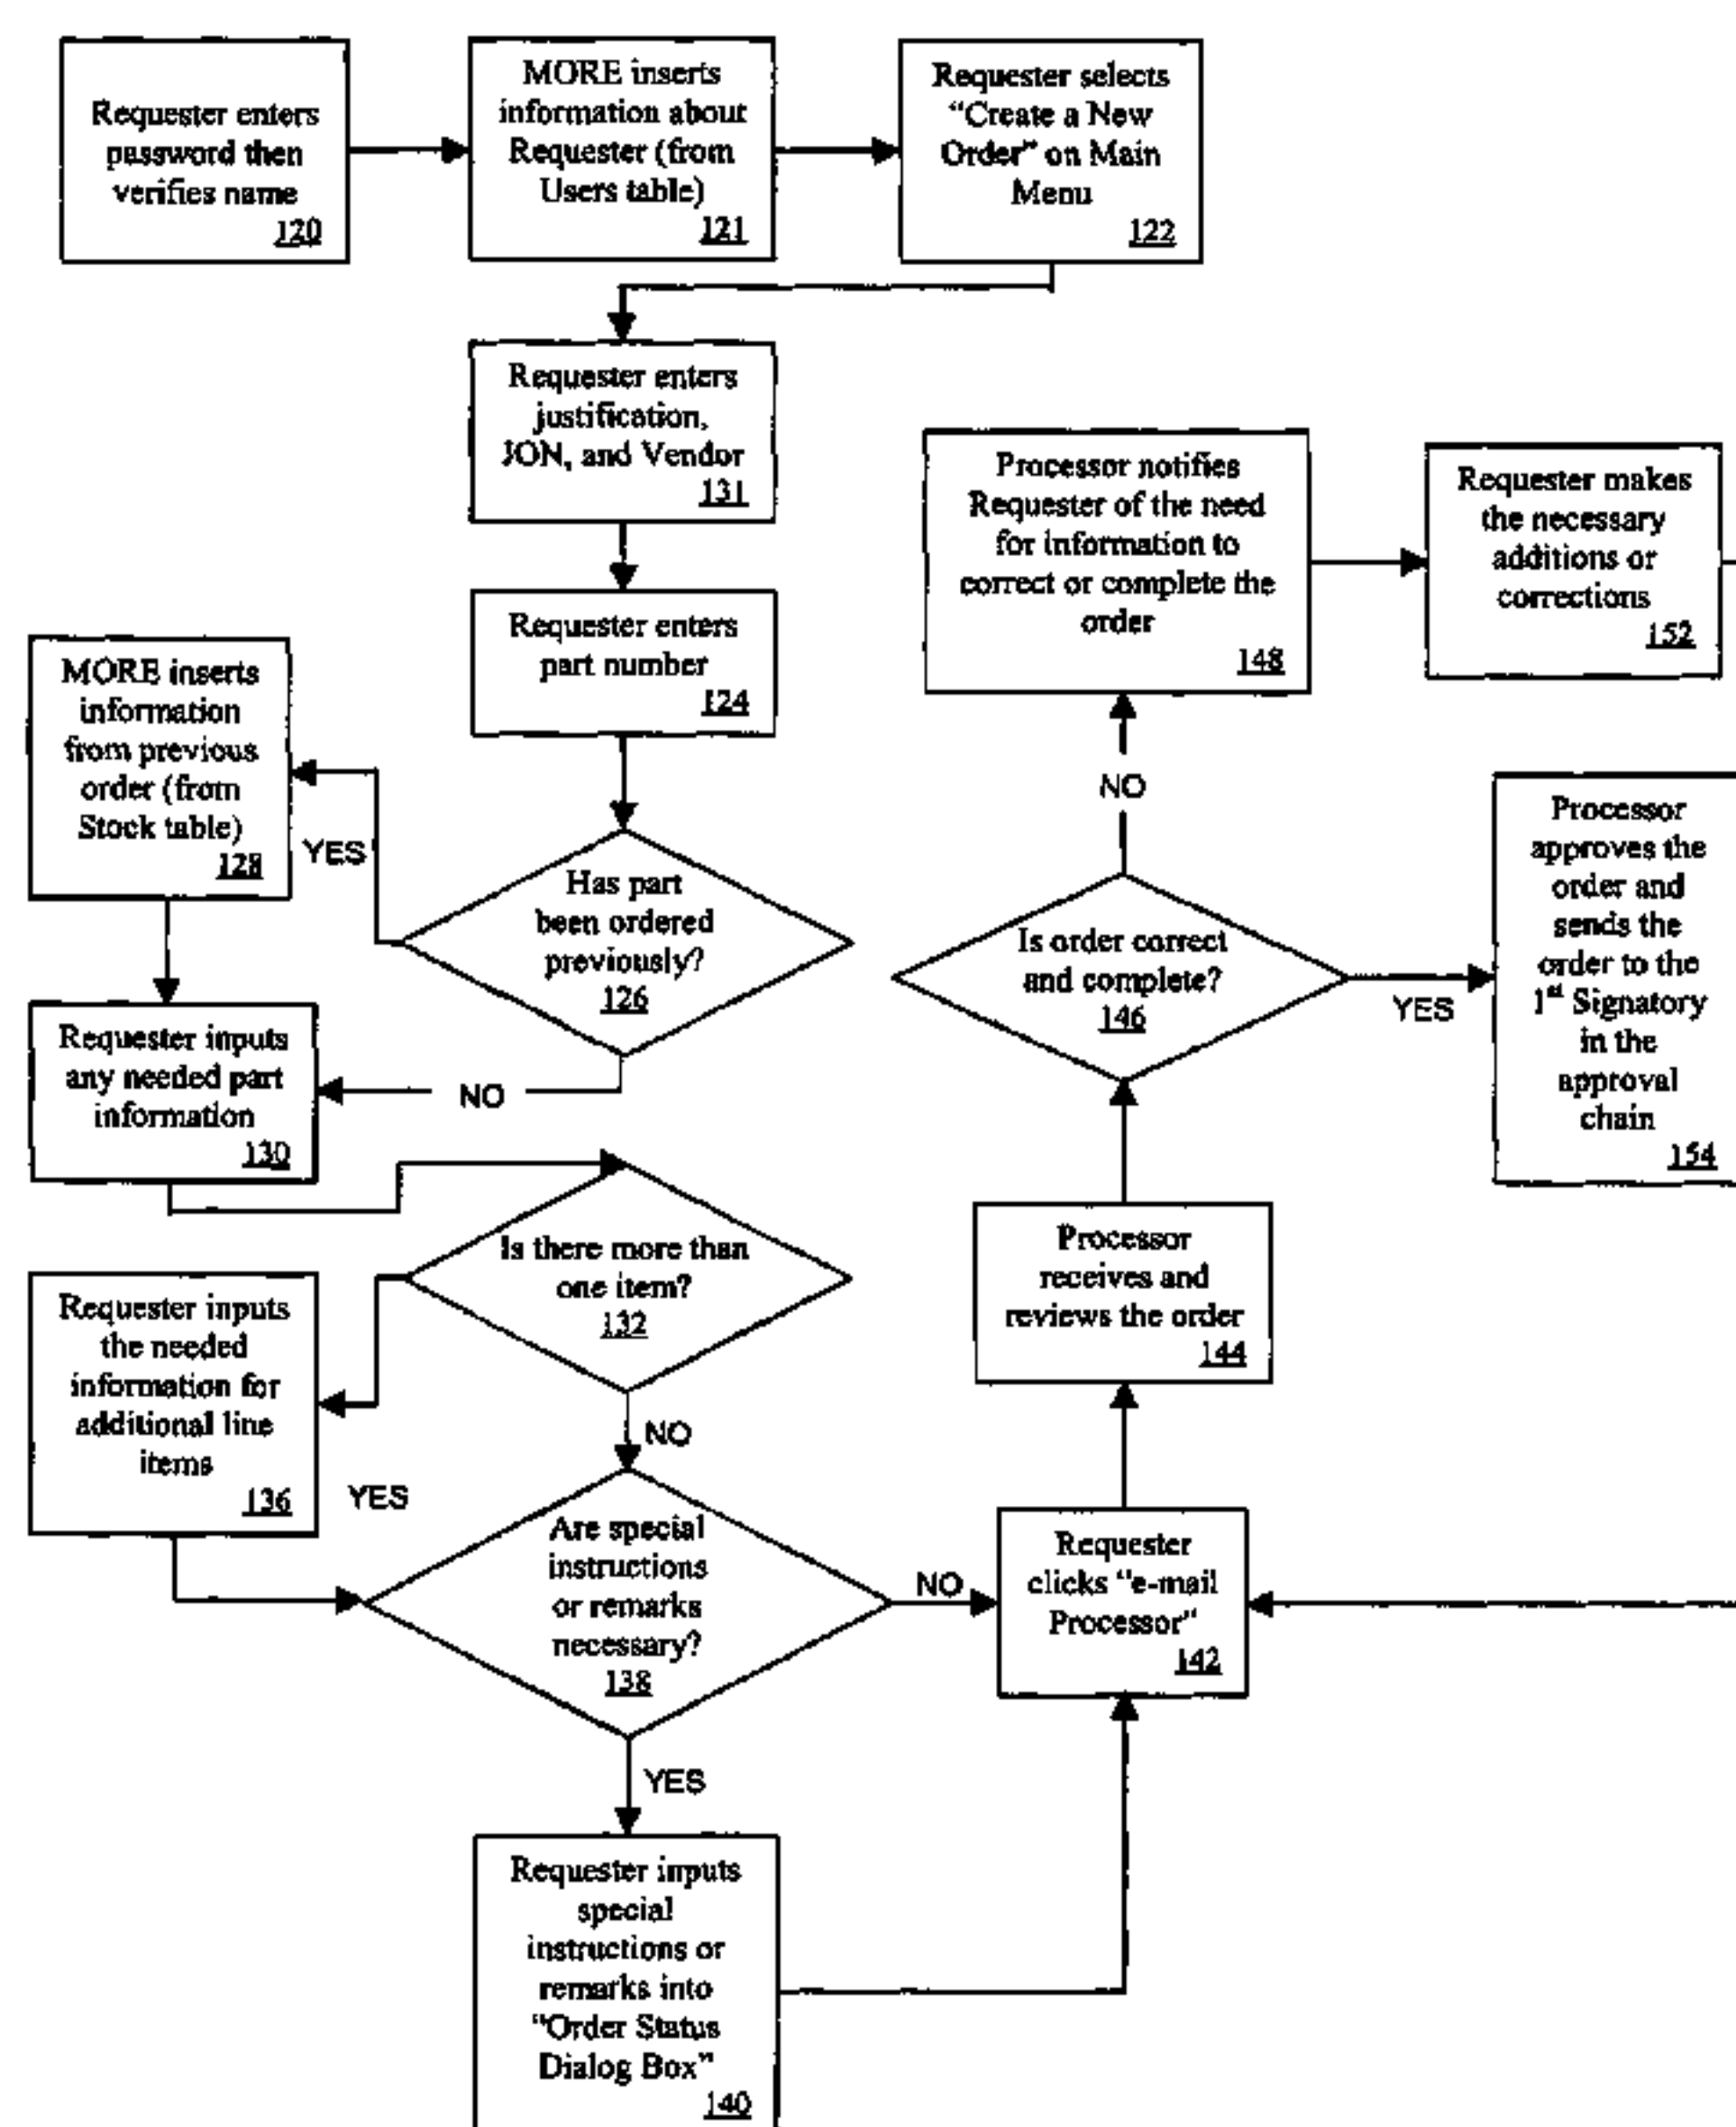 Requester enters
password then
verifies name
120
MORE inserts
information about
Requester (from
Users table)
121
Requester selects
“Create a New
Order” on Main
Menu
122
Requester enters
justification,
JON, and Vendor
131
Requester enters
part number
124
MORE inserts
information
from previous
order (from
Stock table)
128
YES
Has part
been ordered
previously?
126
NO
Requester inputs
any needed part
information
130
Is there more than
one item?
132
Requester inputs
the needed
information for
additional line
items
136
YES
NO
Are special
instructions
or remarks
necessary?
138
NO
YES
Requester inputs
special
instructions or
remarks into
“Order Status
Dialog Box”
140
Requester
clicks “e-mail
Processor”
142
Processor
receives and
reviews the order
144
Is order correct
and complete?
146
NO
YES
Processor notifies
Requester of the need
for information to
correct or complete the
order
148
Requester makes
the necessary
additions or
corrections
152
Processor
approves the
order and
sends the
order to the
1st Signatory
in the
approval
chain
154